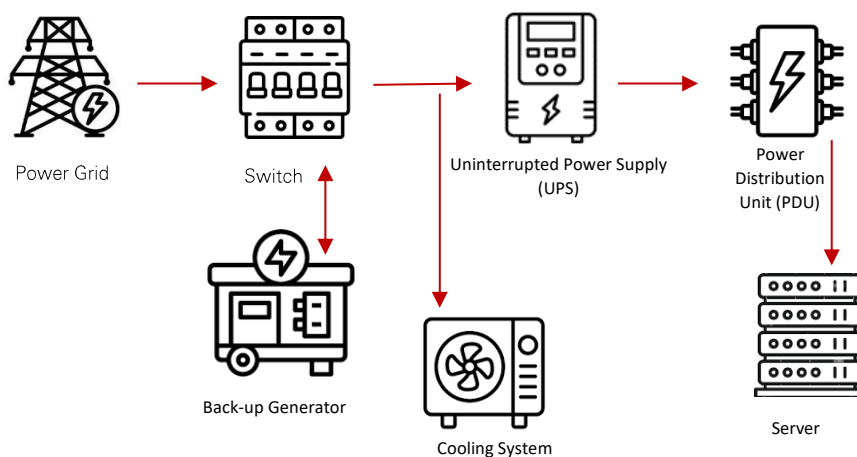 Power Grid
Switch
Uninterrupted Power Supply
(UPS)
Power
Distribution
Unit (PDU)
Back-up Generator
Cooling System
Server